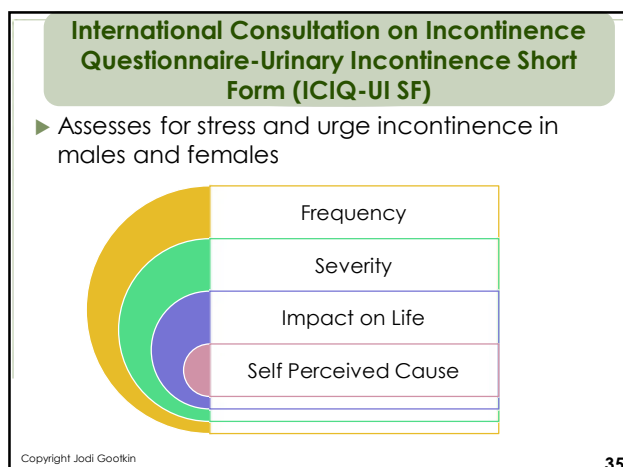 International Consultation on Incontinence
Questionnaire-Urinary Incontinence Short
Form (ICIQ-UI SF)
Assesses for stress and urge incontinence in
males and females
Frequency
Severity
Impact on Life
Self Perceived Cause
Copyright Jodi Gootkin
35